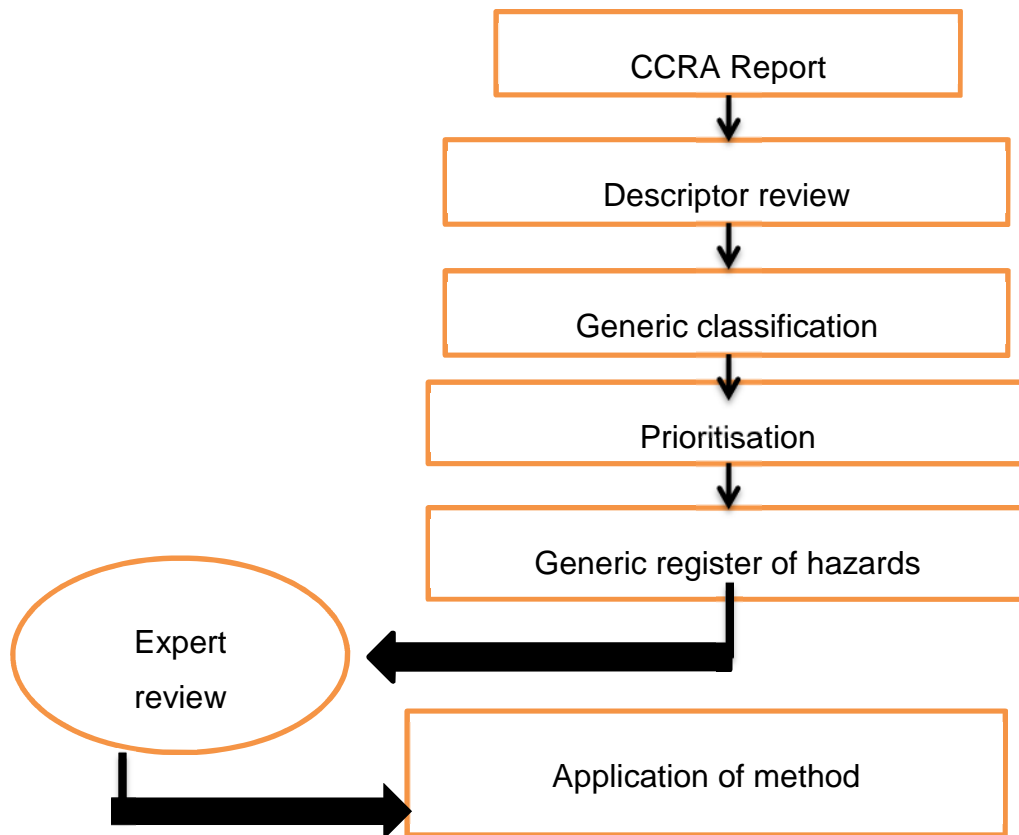 CCRA Report
Descriptor review
Generic classification
Prioritisation
Generic register of hazards
Expert
review
Application of method